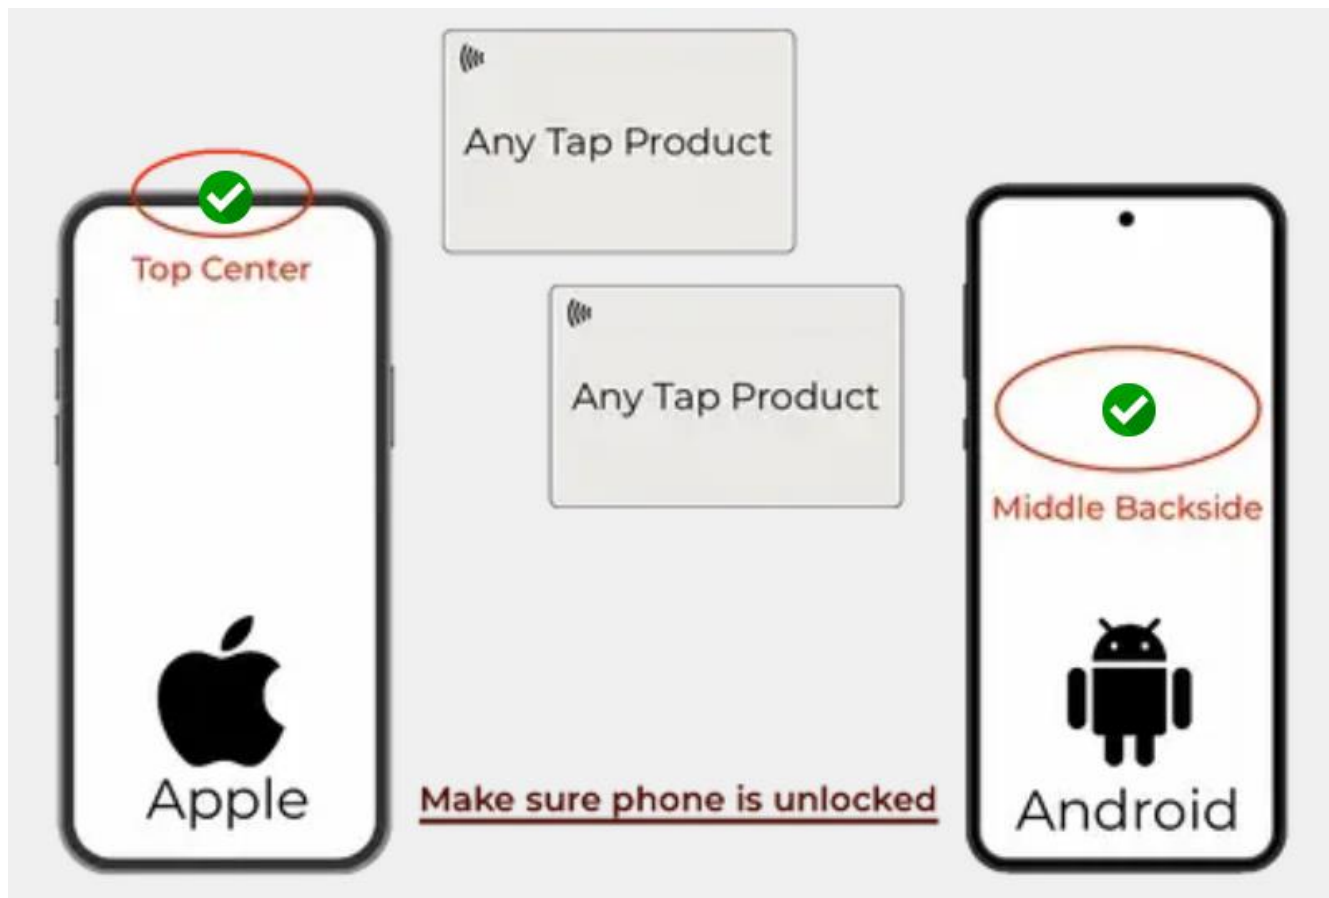 Any Tap Product
Top Center
Any Tap Product
Middle Backside
Apple
Make sure phone is unlocked
Android